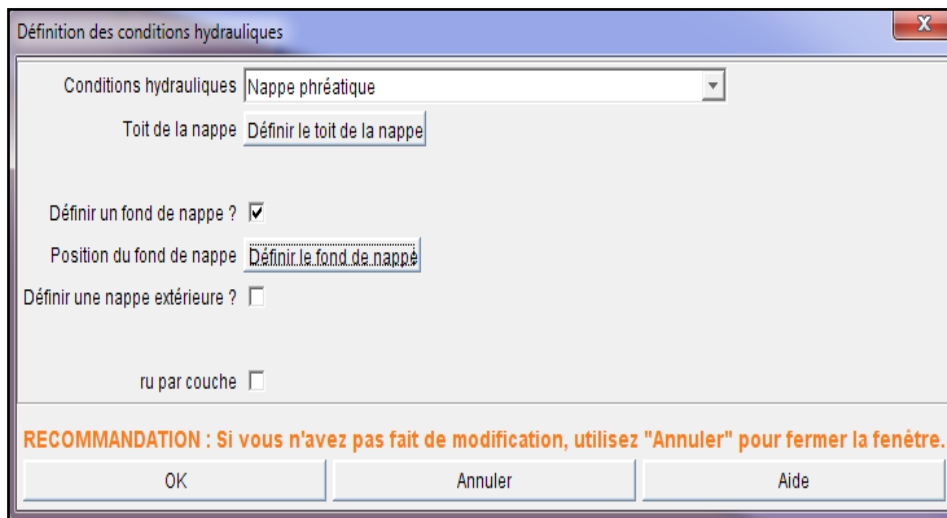 Définition des conditions hydrauliques
X
Conditions hydrauliques Nappe phréatique
Toit de la nappe Définir le toit de la nappe
Définir un fond de nappe ?
Position du fond de nappe Définir le fond de nappe
Définir une nappe extérieure ?
ru par couche
RECOMMANDATION : Si vous n'avez pas fait de modification, utilisez "Annuler" pour fermer la fenêtre.
OK Annuler Aide